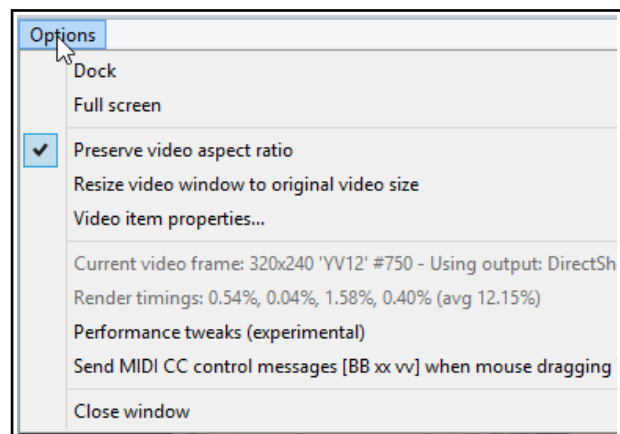 Options
Dock
Full screen
Preserve video aspect ratio
Resize video window to original video size
Video item properties...
Current video frame: 320x240 'YV12' #750 - Using output: DirectSh
Render timings: 0.54%, 0.04%, 1.58%, 0.40% (avg 12.15%)
Performance tweaks (experimental)
Send MIDI CC control messages [BB xx vv] when mouse dragging
Close window